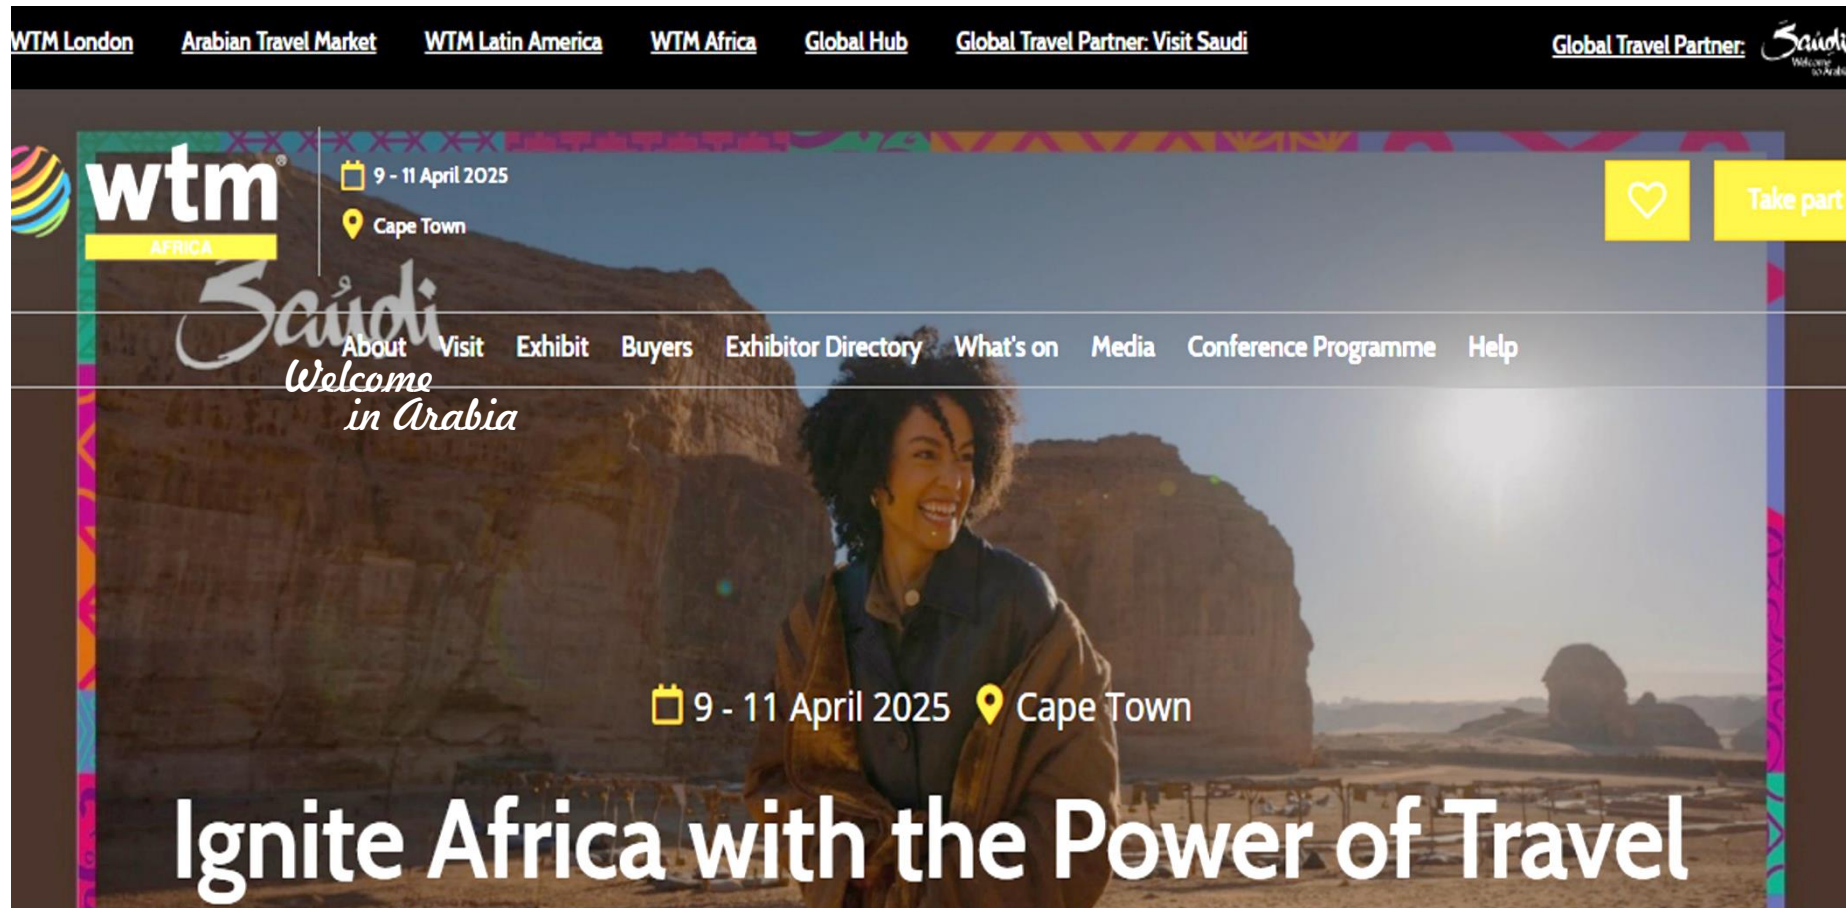 WTM London Arabian Travel Market WTM Latin America WTM Africa Global Hub Global Travel Partner: Visit Saudi Global Travel Partner: Saudi
Welcome
to Arabia
wtm®
AFRICA
9 - 11 April 2025
Cape Town
Take part
Saudi
About Visit Exhibit Buyers Exhibitor Directory What's on Media Conference Programme Help
Welcome
in Arabia
9 - 11 April 2025 Cape Town
Ignite Africa with the Power of Travel